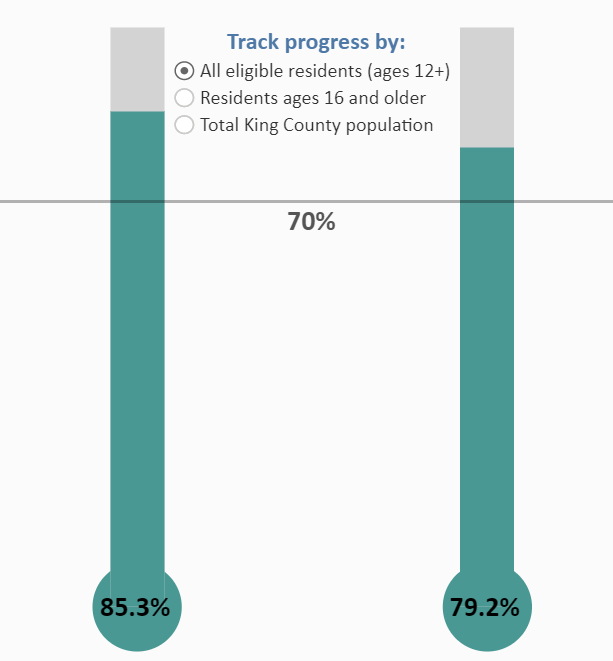 Track progress by:
All eligible residents (ages 12+)
Residents ages 16 and older
Total King County population
70%
85.3%
79.2%